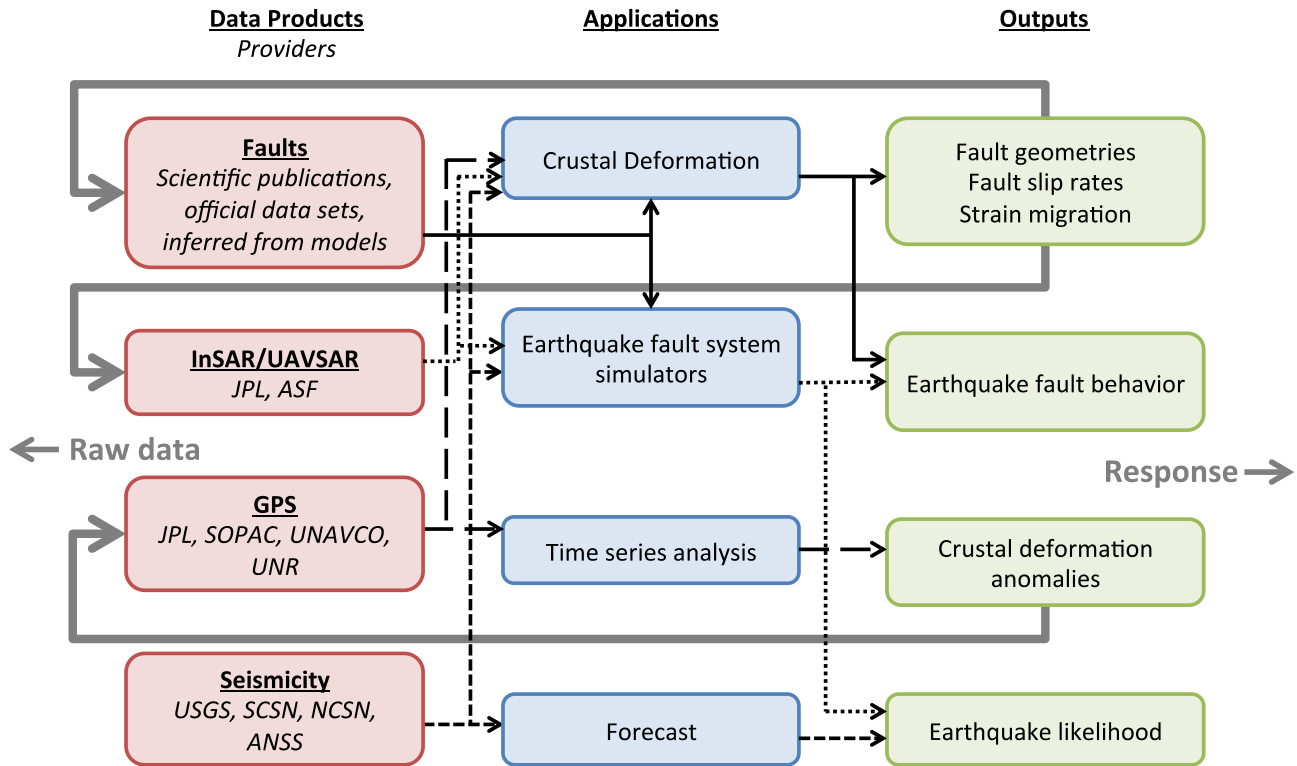 Data Products
Providers
Applications
Outputs
Faults
Scientific publications,
official data sets,
inferred from models
Crustal Deformation
Fault geometries
Fault slip rates
Strain migration
InSAR/UAVSAR
JPL, ASF
Earthquake fault system
simulators
Earthquake fault behavior
Raw data
Response
GPS
JPL, SOPAC, UNAVCO,
UNR
Time series analysis
Crustal deformation
anomalies
Seismicity
USGS, SCSN, NCSN,
ANSS
Forecast
Earthquake likelihood